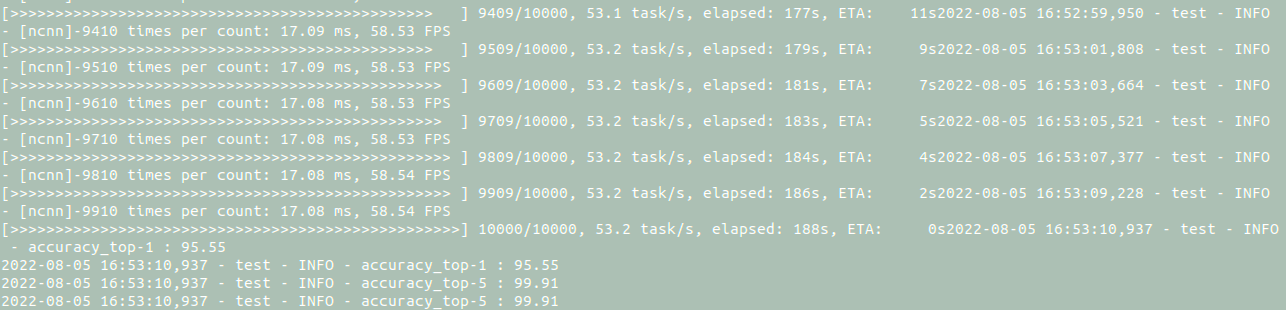 [>>>>>>>>>>>>>>>>>>>>>>>>>>>>>>>>>>>>>>>>>>>>>>>   ] 9409/10000, 53.1 task/s, elapsed: 177s, ETA:    11s2022-08-05 16:52:59,950 - test - INFO
- [ncnn]-9410 times per count: 17.09 ms, 58.53 FPS
[>>>>>>>>>>>>>>>>>>>>>>>>>>>>>>>>>>>>>>>>>>>>>>>   ] 9509/10000, 53.2 task/s, elapsed: 179s, ETA:     9s2022-08-05 16:53:01,808 - test - INFO
- [ncnn]-9510 times per count: 17.09 ms, 58.53 FPS
[>>>>>>>>>>>>>>>>>>>>>>>>>>>>>>>>>>>>>>>>>>>>>>>>  ] 9609/10000, 53.2 task/s, elapsed: 181s, ETA:     7s2022-08-05 16:53:03,664 - test - INFO
- [ncnn]-9610 times per count: 17.08 ms, 58.53 FPS
[>>>>>>>>>>>>>>>>>>>>>>>>>>>>>>>>>>>>>>>>>>>>>>>>  ] 9709/10000, 53.2 task/s, elapsed: 183s, ETA:     5s2022-08-05 16:53:05,521 - test - INFO
- [ncnn]-9710 times per count: 17.08 ms, 58.53 FPS
[>>>>>>>>>>>>>>>>>>>>>>>>>>>>>>>>>>>>>>>>>>>>>>>>> ] 9809/10000, 53.2 task/s, elapsed: 184s, ETA:     4s2022-08-05 16:53:07,377 - test - INFO
- [ncnn]-9810 times per count: 17.08 ms, 58.54 FPS
[>>>>>>>>>>>>>>>>>>>>>>>>>>>>>>>>>>>>>>>>>>>>>>>>> ] 9909/10000, 53.2 task/s, elapsed: 186s, ETA:     2s2022-08-05 16:53:09,228 - test - INFO
- [ncnn]-9910 times per count: 17.08 ms, 58.54 FPS
[>>>>>>>>>>>>>>>>>>>>>>>>>>>>>>>>>>>>>>>>>>>>>>>>>>] 10000/10000, 53.2 task/s, elapsed: 188s, ETA:     0s2022-08-05 16:53:10,937 - test - INFO
- accuracy_top-1 : 95.55
2022-08-05 16:53:10,937 - test - INFO - accuracy_top-1 : 95.55
2022-08-05 16:53:10,937 - test - INFO - accuracy_top-5 : 99.91
2022-08-05 16:53:10,937 - test - INFO - accuracy_top-5 : 99.91